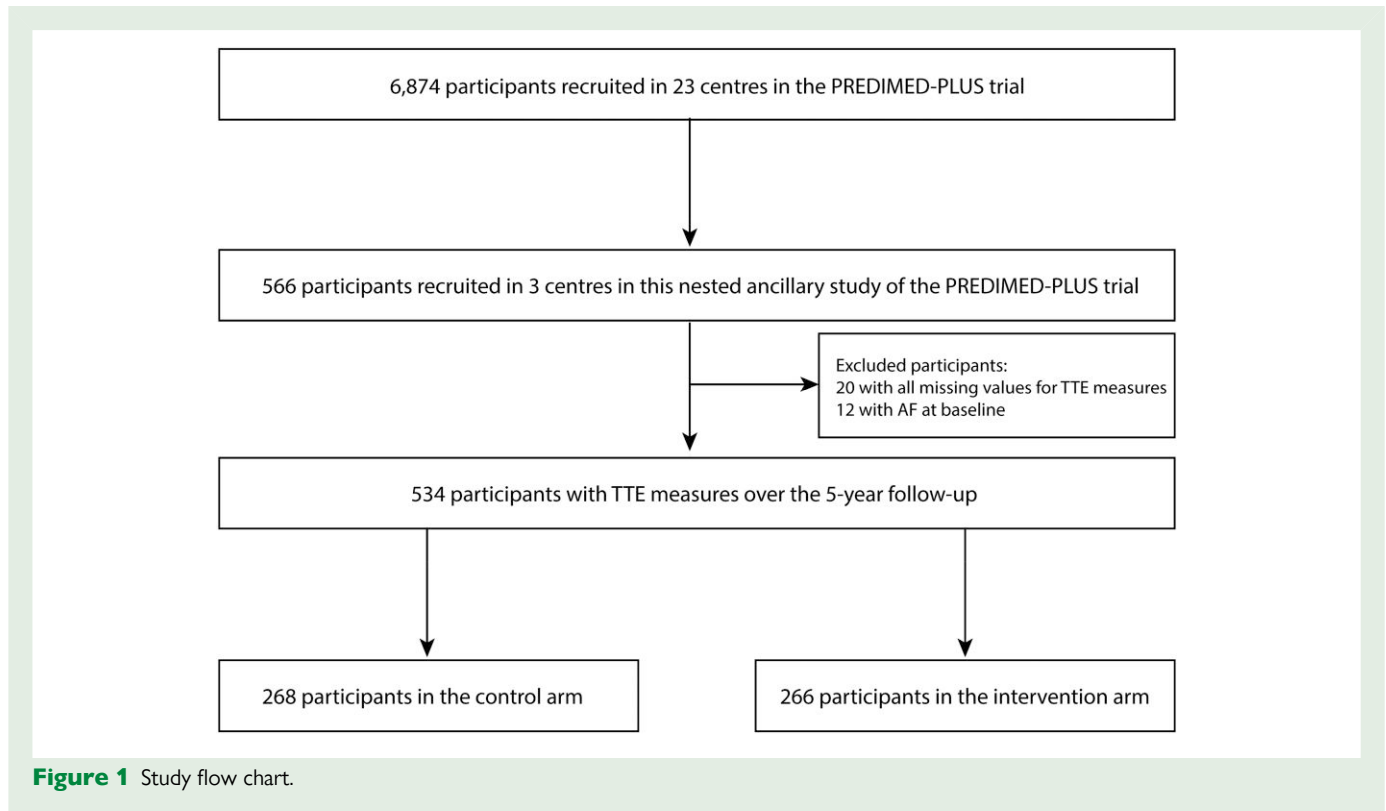 6,874 participants recruited in 23 centres in the PREDIMED-PLUS trial
566 participants recruited in 3 centres in this nested ancillary study of the PREDIMED-PLUS trial
Excluded participants:
20 with all missing values for TTE measures
12 with AF at baseline
534 participants with TTE measures over the 5-year follow-up
268 participants in the control arm
266 participants in the intervention arm
Figure 1 Study flow chart.